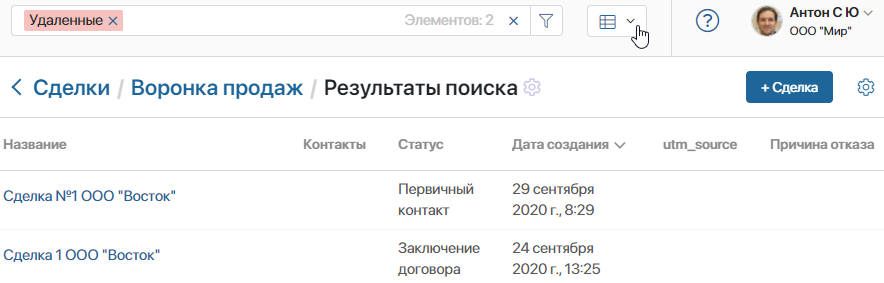 Удаленные × Элементов: 2 ×
? Антон С Ю
ООО "Мир"
Сделки / Воронка продаж / Результаты поиска
+ Сделка
Название Контакты Статус Дата создания utm_source Причина отказа
Сделка №1 ООО "Восток" Первичный 29 сентября
контакт 2020 г., 8:29
Сделка 1 ООО "Восток" Заключение 24 сентября
договора 2020 г., 13:25